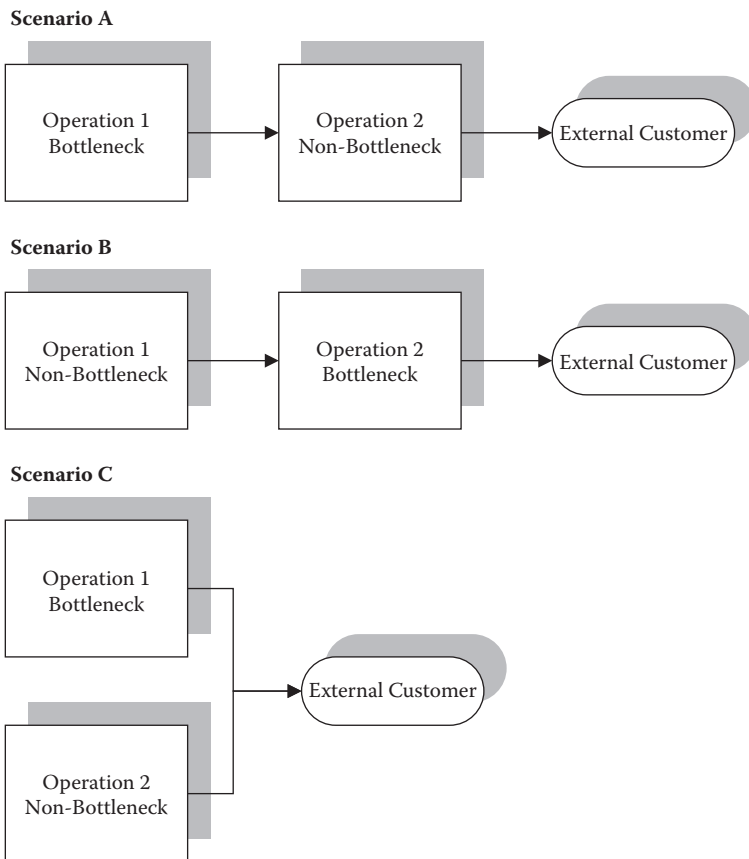 Scenario A
Operation 1
Bottleneck
Operation 2
Non-Bottleneck
External Customer
Scenario B
Operation 1
Non-Bottleneck
Operation 2
Bottleneck
External Customer
Scenario C
Operation 1
Bottleneck
External Customer
Operation 2
Non-Bottleneck